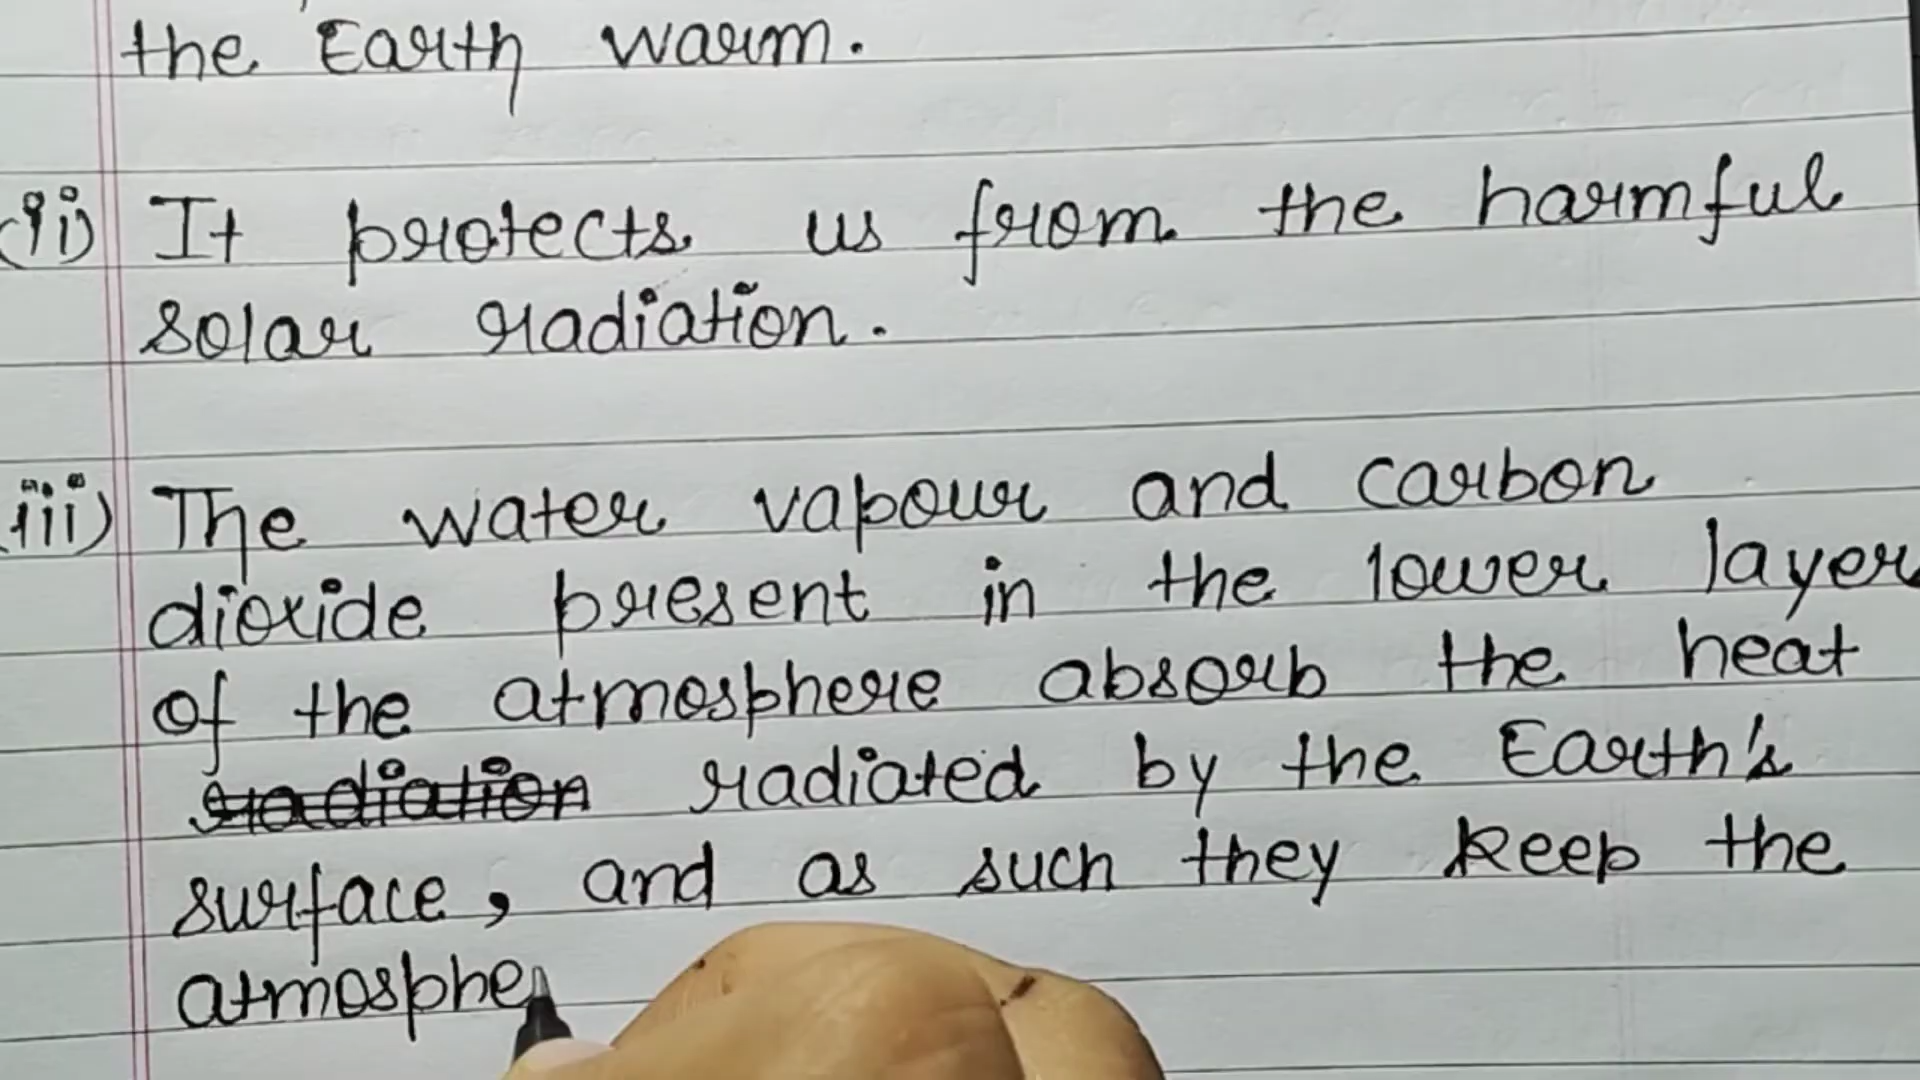 the Earth warm.
(ii) It protects us from the harmful
solar radiation.
(iii) The water vapour and carbon
dioxide present in the lower layer
of the atmosphere absorb the heat
radiation radiated by the Earth's
surface, and as such they keep the
atmosphe